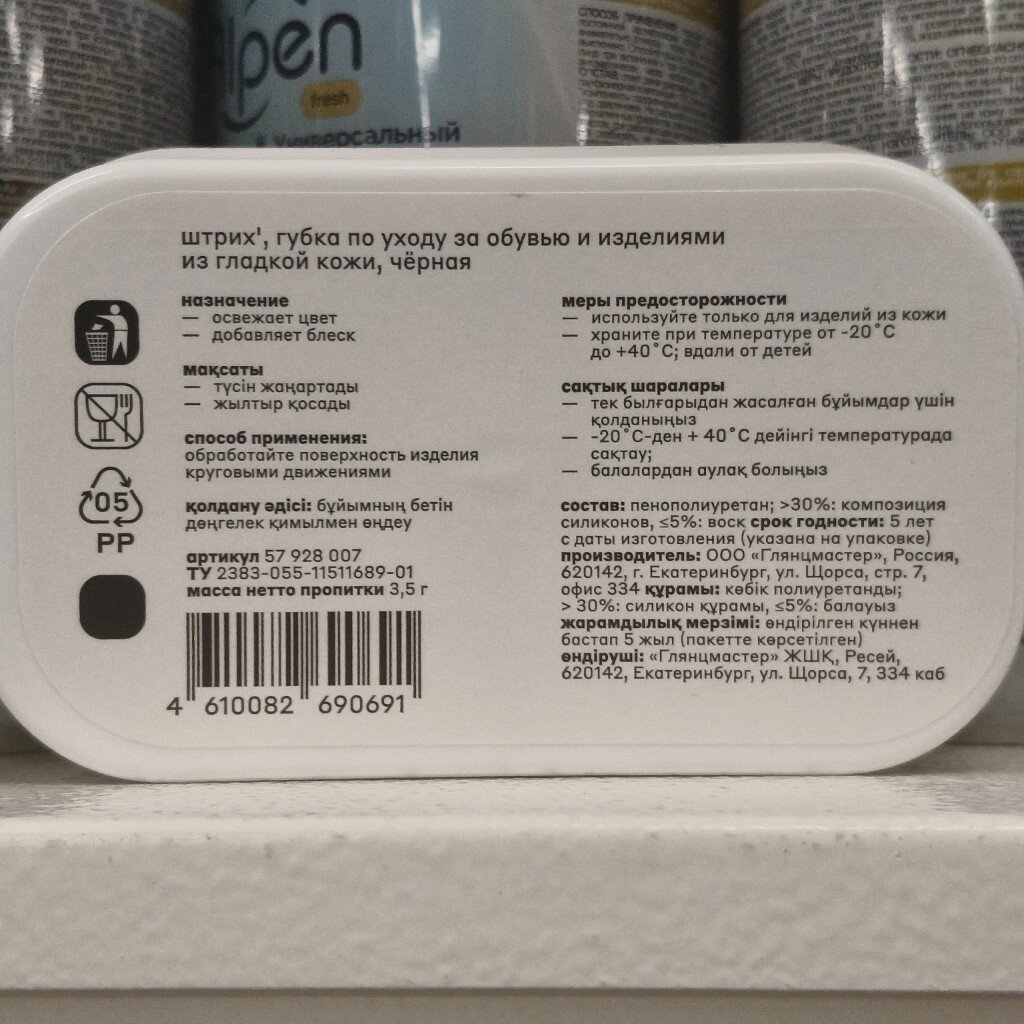 fresh
Универсальный
штрих', губка по уходу за обувью и изделиями
из гладкой кожи, чёрная
назначение
— освежает цвет
— добавляет блеск
мақсаты
— түсін жаңартады
— жылтыр қосады
способ применения:
обработайте поверхность изделия
круговыми движениями
қолдану әдісі: бұйымның бетін
дөңгелек қимылмен өңдеу
артикул 57 928 007
ТУ 2383-055-11511689-01
масса нетто пропитки 3,5 г
4 610082 690691
05
PP
меры предосторожности
— используйте только для изделий из кожи
— храните при температуре от -20˚С
до +40˚С; вдали от детей
сақтық шаралары
— тек былғарыдан жасалған бұйымдар үшін
қолданыңыз
— -20˚С-ден + 40˚С дейінгі температурада
сақтау;
— балалардан аулақ болыңыз
состав: пенополиуретан; >30%: композиция
силиконов, ≤5%: воск срок годности: 5 лет
с даты изготовления (указана на упаковке)
производитель: ООО «Глянцмастер», Россия,
620142, г. Екатеринбург, ул. Щорса, стр. 7,
офис 334 құрамы: көбік полиуретанды;
> 30%: силикон құрамы, ≤5%: балауыз
жарамдылық мерзімі: өндірілген күннен
бастап 5 жыл (пакетте көрсетілген)
өндіруші: «Глянцмастер» ЖШҚ, Ресей,
620142, Екатеринбург, ул. Щорса, 7, 334 каб